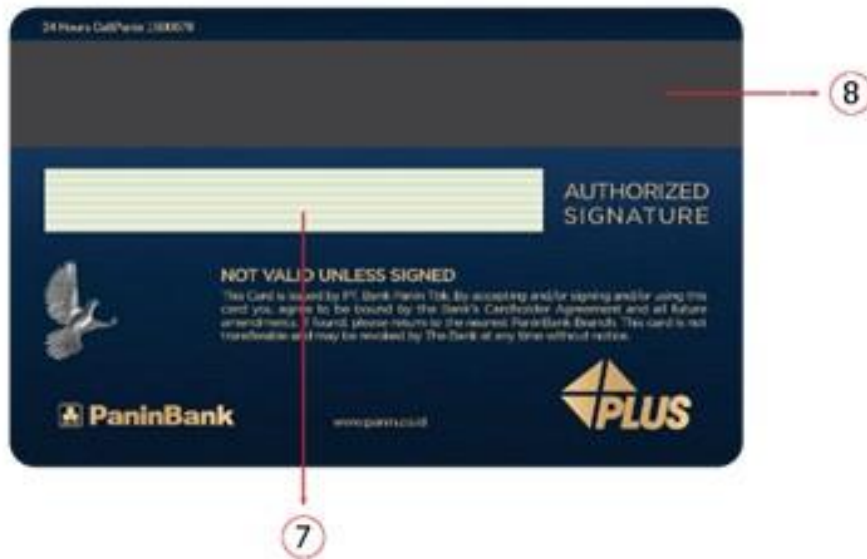 24 Hours CallPanin
8
AUTHORIZED
SIGNATURE
NOT VALID UNLESS SIGNED
This Card is issued by PT. Bank Panin Tbk. By accepting and/or signing and/or using this
card you, agree to be bound by the Bank's Cardholder Agreement and all future
amendments. If found, please return to the nearest PaninBank Branch. This card is not
transferable and may be revoked by The Bank at any time without notice.
PaninBank
www.panin.co.id
PLUS
7